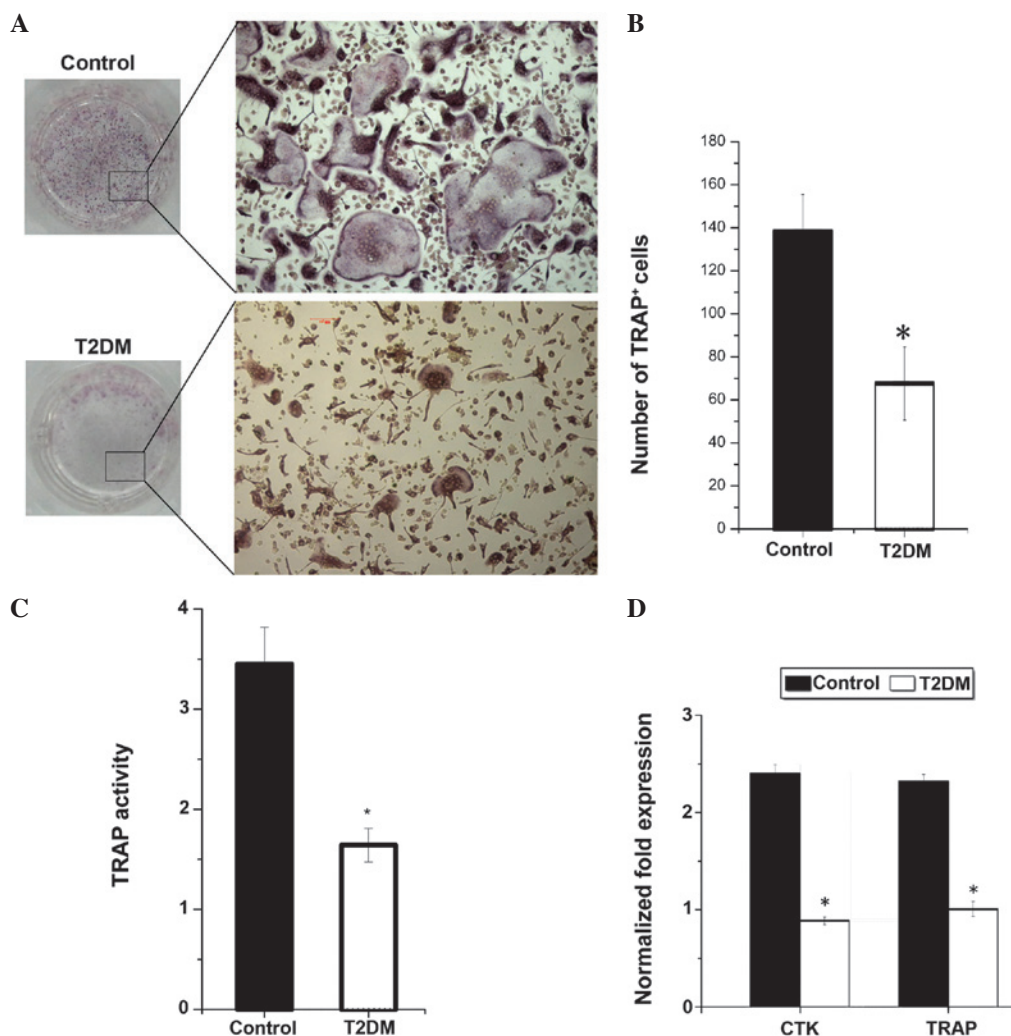 A
Control
T2DM
B
Number of TRAP+ cells
180
160
140
120
100
80
60
40
20
0
*
Control
T2DM
C
TRAP activity
4
3
2
1
0
*
Control
T2DM
D
Control T2DM
Normalized fold expression
3
2
1
0
*
*
CTK
TRAP